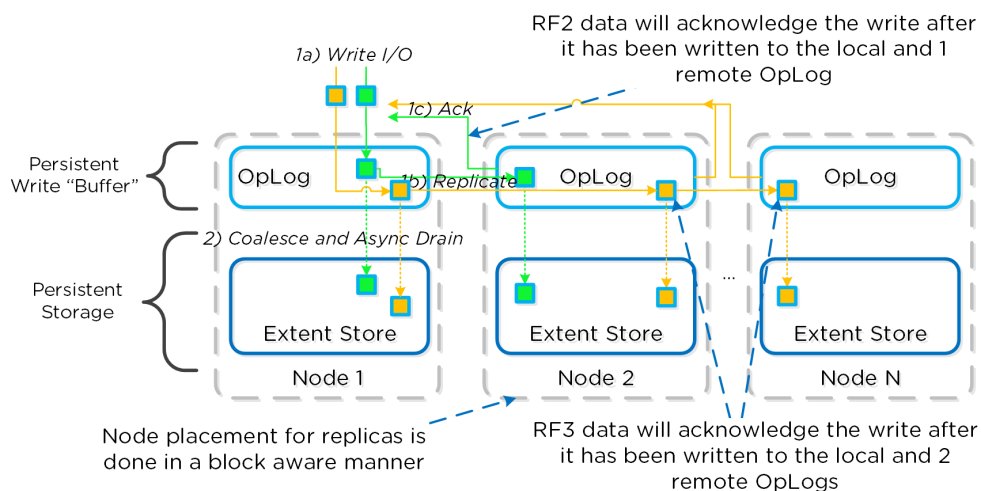 RF2 data will acknowledge the write after
it has been written to the local and 1
remote OpLog
1a) Write I/O
1c) Ack
Persistent
Write “Buffer”
OpLog
1b) Replicate
OpLog
OpLog
2) Coalesce and Async Drain
Persistent
Storage
...
Extent Store
Extent Store
Extent Store
Node 1
Node 2
Node N
Node placement for replicas is
done in a block aware manner
RF3 data will acknowledge the write after
it has been written to the local and 2
remote OpLogs